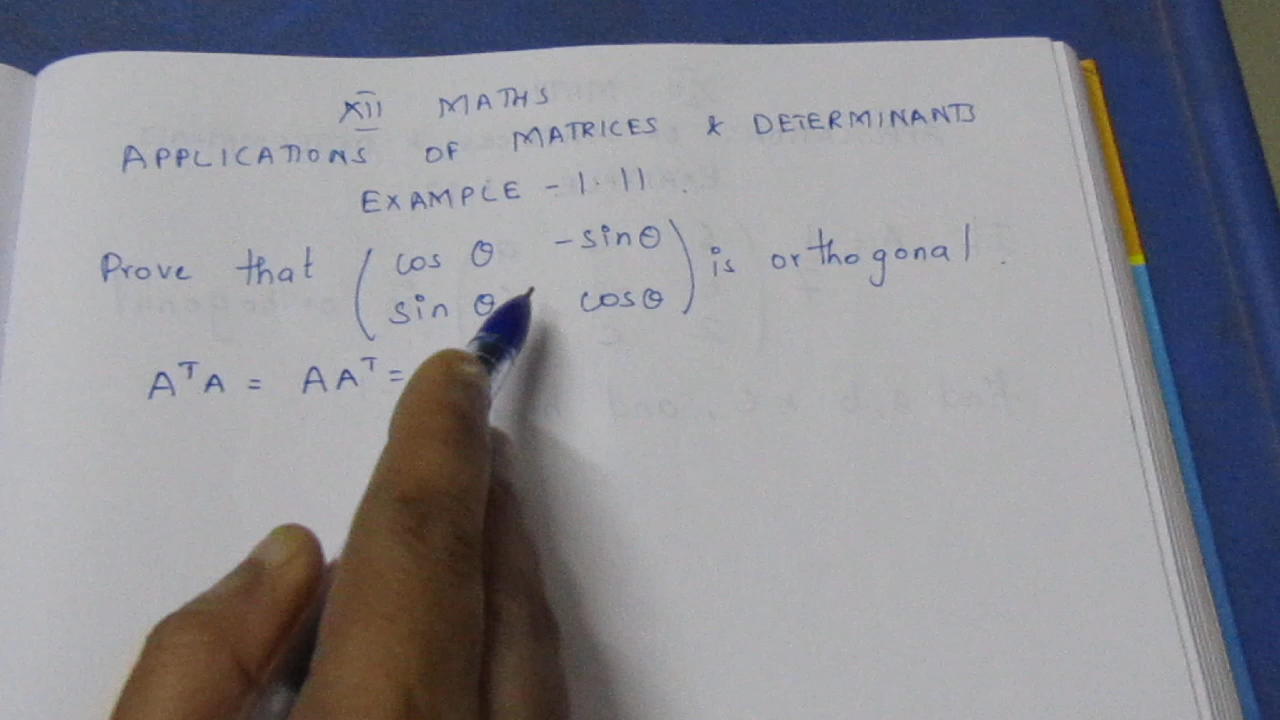 XII MATHS
APPLICATIONS OF MATRICES & DETERMINANTS
EXAMPLE - 1.11.
Prove that ( cos θ -sinθ ) is orthogonal.
sin θ cosθ
AᵀA = AAᵀ =